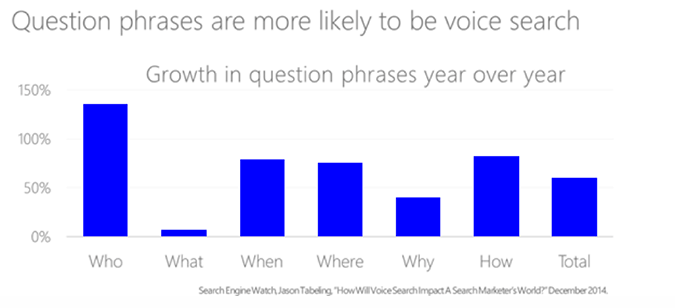 Question phrases are more likely to be voice search
Growth in question phrases year over year
150%
100%
50%
0%
Who What When Where Why How Total
Search Engine Watch, Jason Tabeling, "How Will Voice Search Impact A Search Marketer's World?" December 2014.